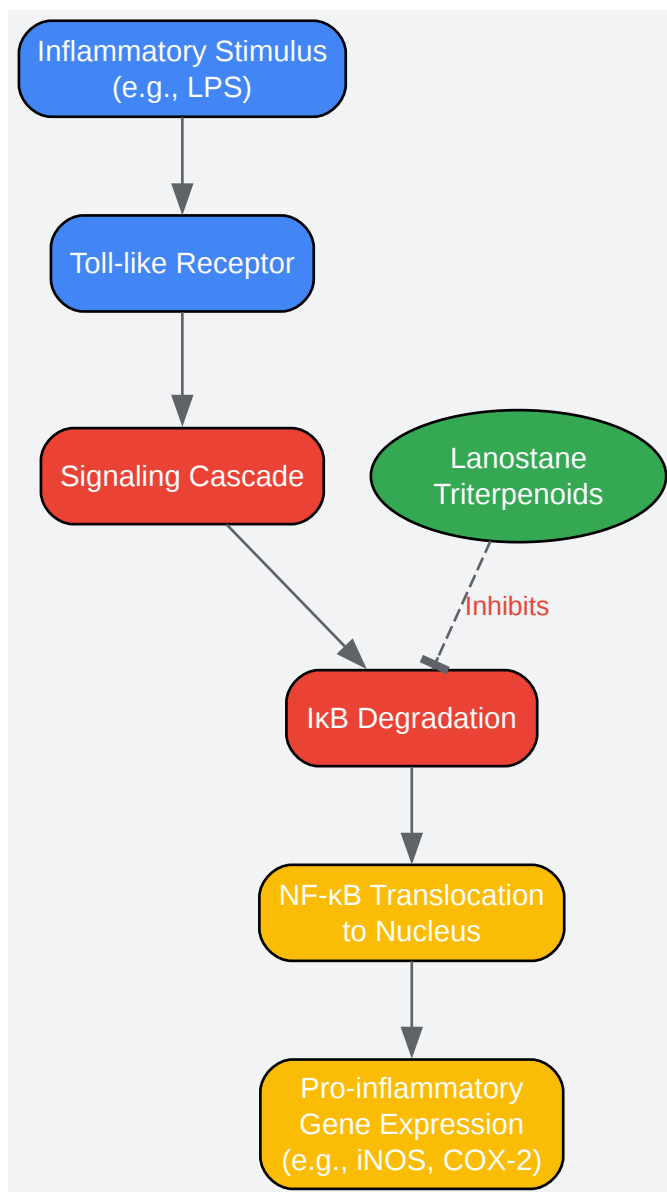 Inflammatory Stimulus
(e.g., LPS)
Toll-like Receptor
Signaling Cascade
Lanostane
Triterpenoids
Inhibits
IκB Degradation
NF-κB Translocation
to Nucleus
Pro-inflammatory
Gene Expression
(e.g., iNOS, COX-2)